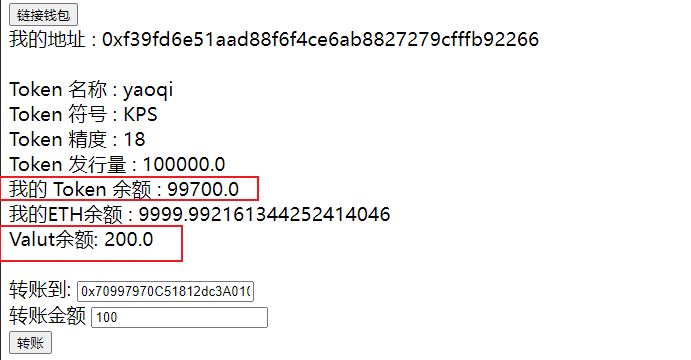 链接钱包
我的地址 : 0xf39fd6e51aad88f6f4ce6ab8827279cfffb92266
Token 名称 : yaoqi
Token 符号 : KPS
Token 精度 : 18
Token 发行量 : 100000.0
我的 Token 余额 : 99700.0
我的ETH余额 : 9999.992161344252414046
Valut余额: 200.0
转账到: 0x70997970C51812dc3A010
转账金额 100
转账